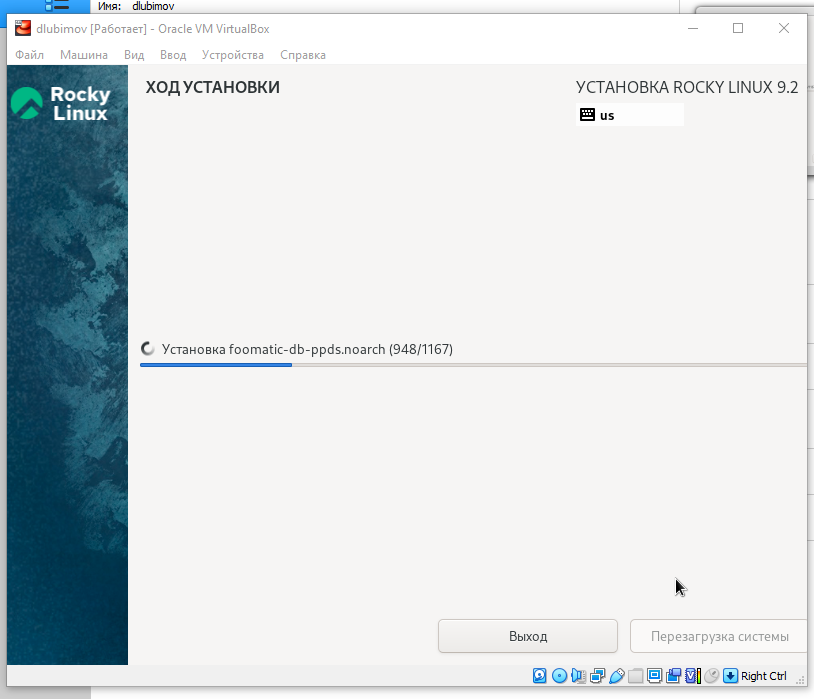 Имя: dlubimov
dlubimov [Работает] - Oracle VM VirtualBox
Файл Машина Вид Ввод Устройства Справка
Rocky
Linux
ХОД УСТАНОВКИ
УСТАНОВКА ROCKY LINUX 9.2
us
Установка foomatic-db-ppds.noarch (948/1167)
Выход
Перезагрузка системы
Right Ctrl